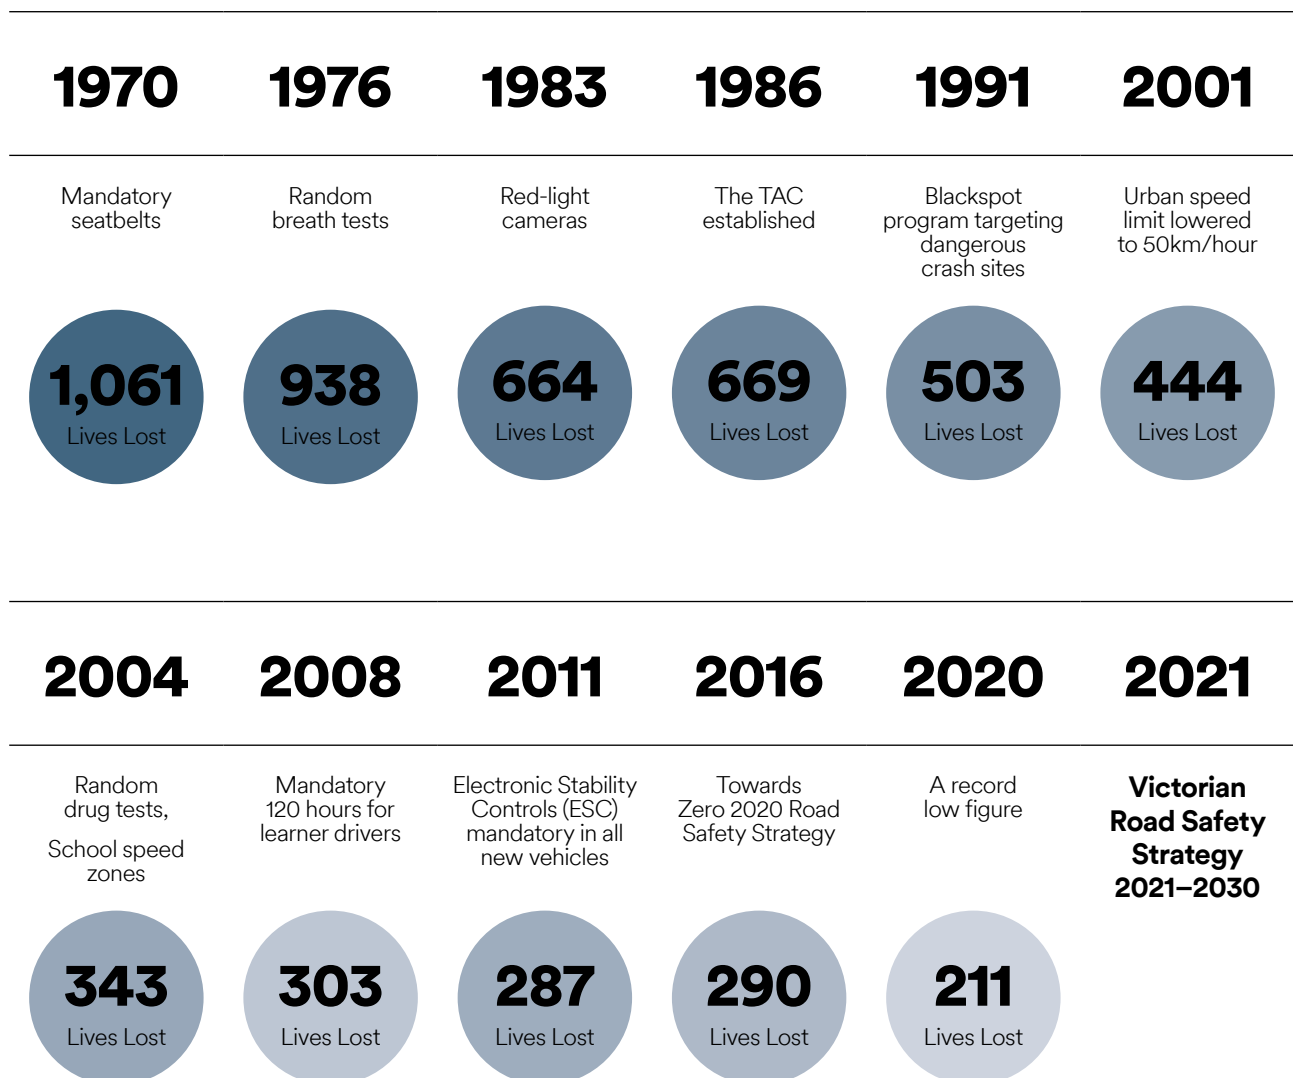 1970
1976
1983
1986
1991
2001
Mandatory
seatbelts
Random
breath tests
Red-light
cameras
The TAC
established
Blackspot
program targeting
dangerous
crash sites
Urban speed
limit lowered
to 50km/hour
1,061
Lives Lost
938
Lives Lost
664
Lives Lost
669
Lives Lost
503
Lives Lost
444
Lives Lost
2004
2008
2011
2016
2020
2021
Random
drug tests,
School speed
zones
Mandatory
120 hours for
learner drivers
Electronic Stability
Controls (ESC)
mandatory in all
new vehicles
Towards
Zero 2020 Road
Safety Strategy
A record
low figure
Victorian
Road Safety
Strategy
2021–2030
343
Lives Lost
303
Lives Lost
287
Lives Lost
290
Lives Lost
211
Lives Lost